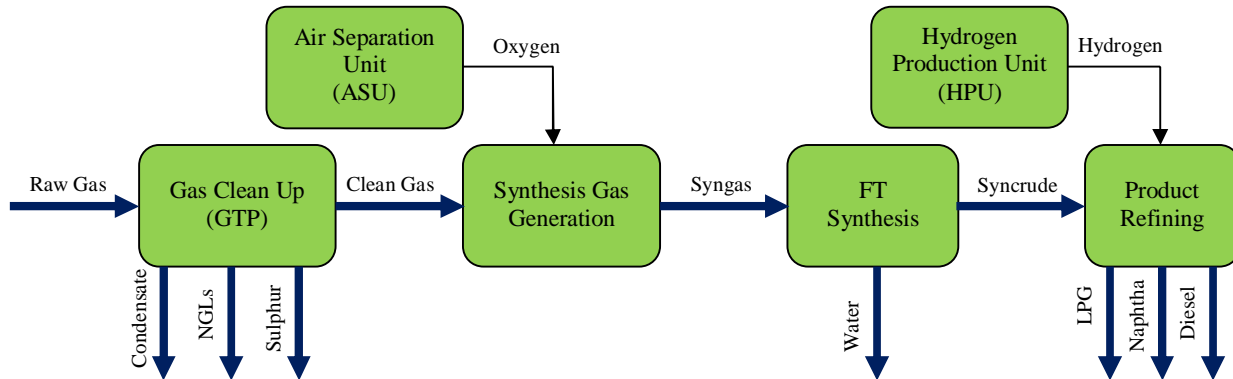 Air Separation
Unit
(ASU)
Oxygen
Hydrogen
Production Unit
(HPU)
Hydrogen
Raw Gas
Gas Clean Up
(GTP)
Clean Gas
Synthesis Gas
Generation
Syngas
FT
Synthesis
Syncrude
Product
Refining
Condensate
NGLs
Sulphur
Water
LPG
Naphtha
Diesel